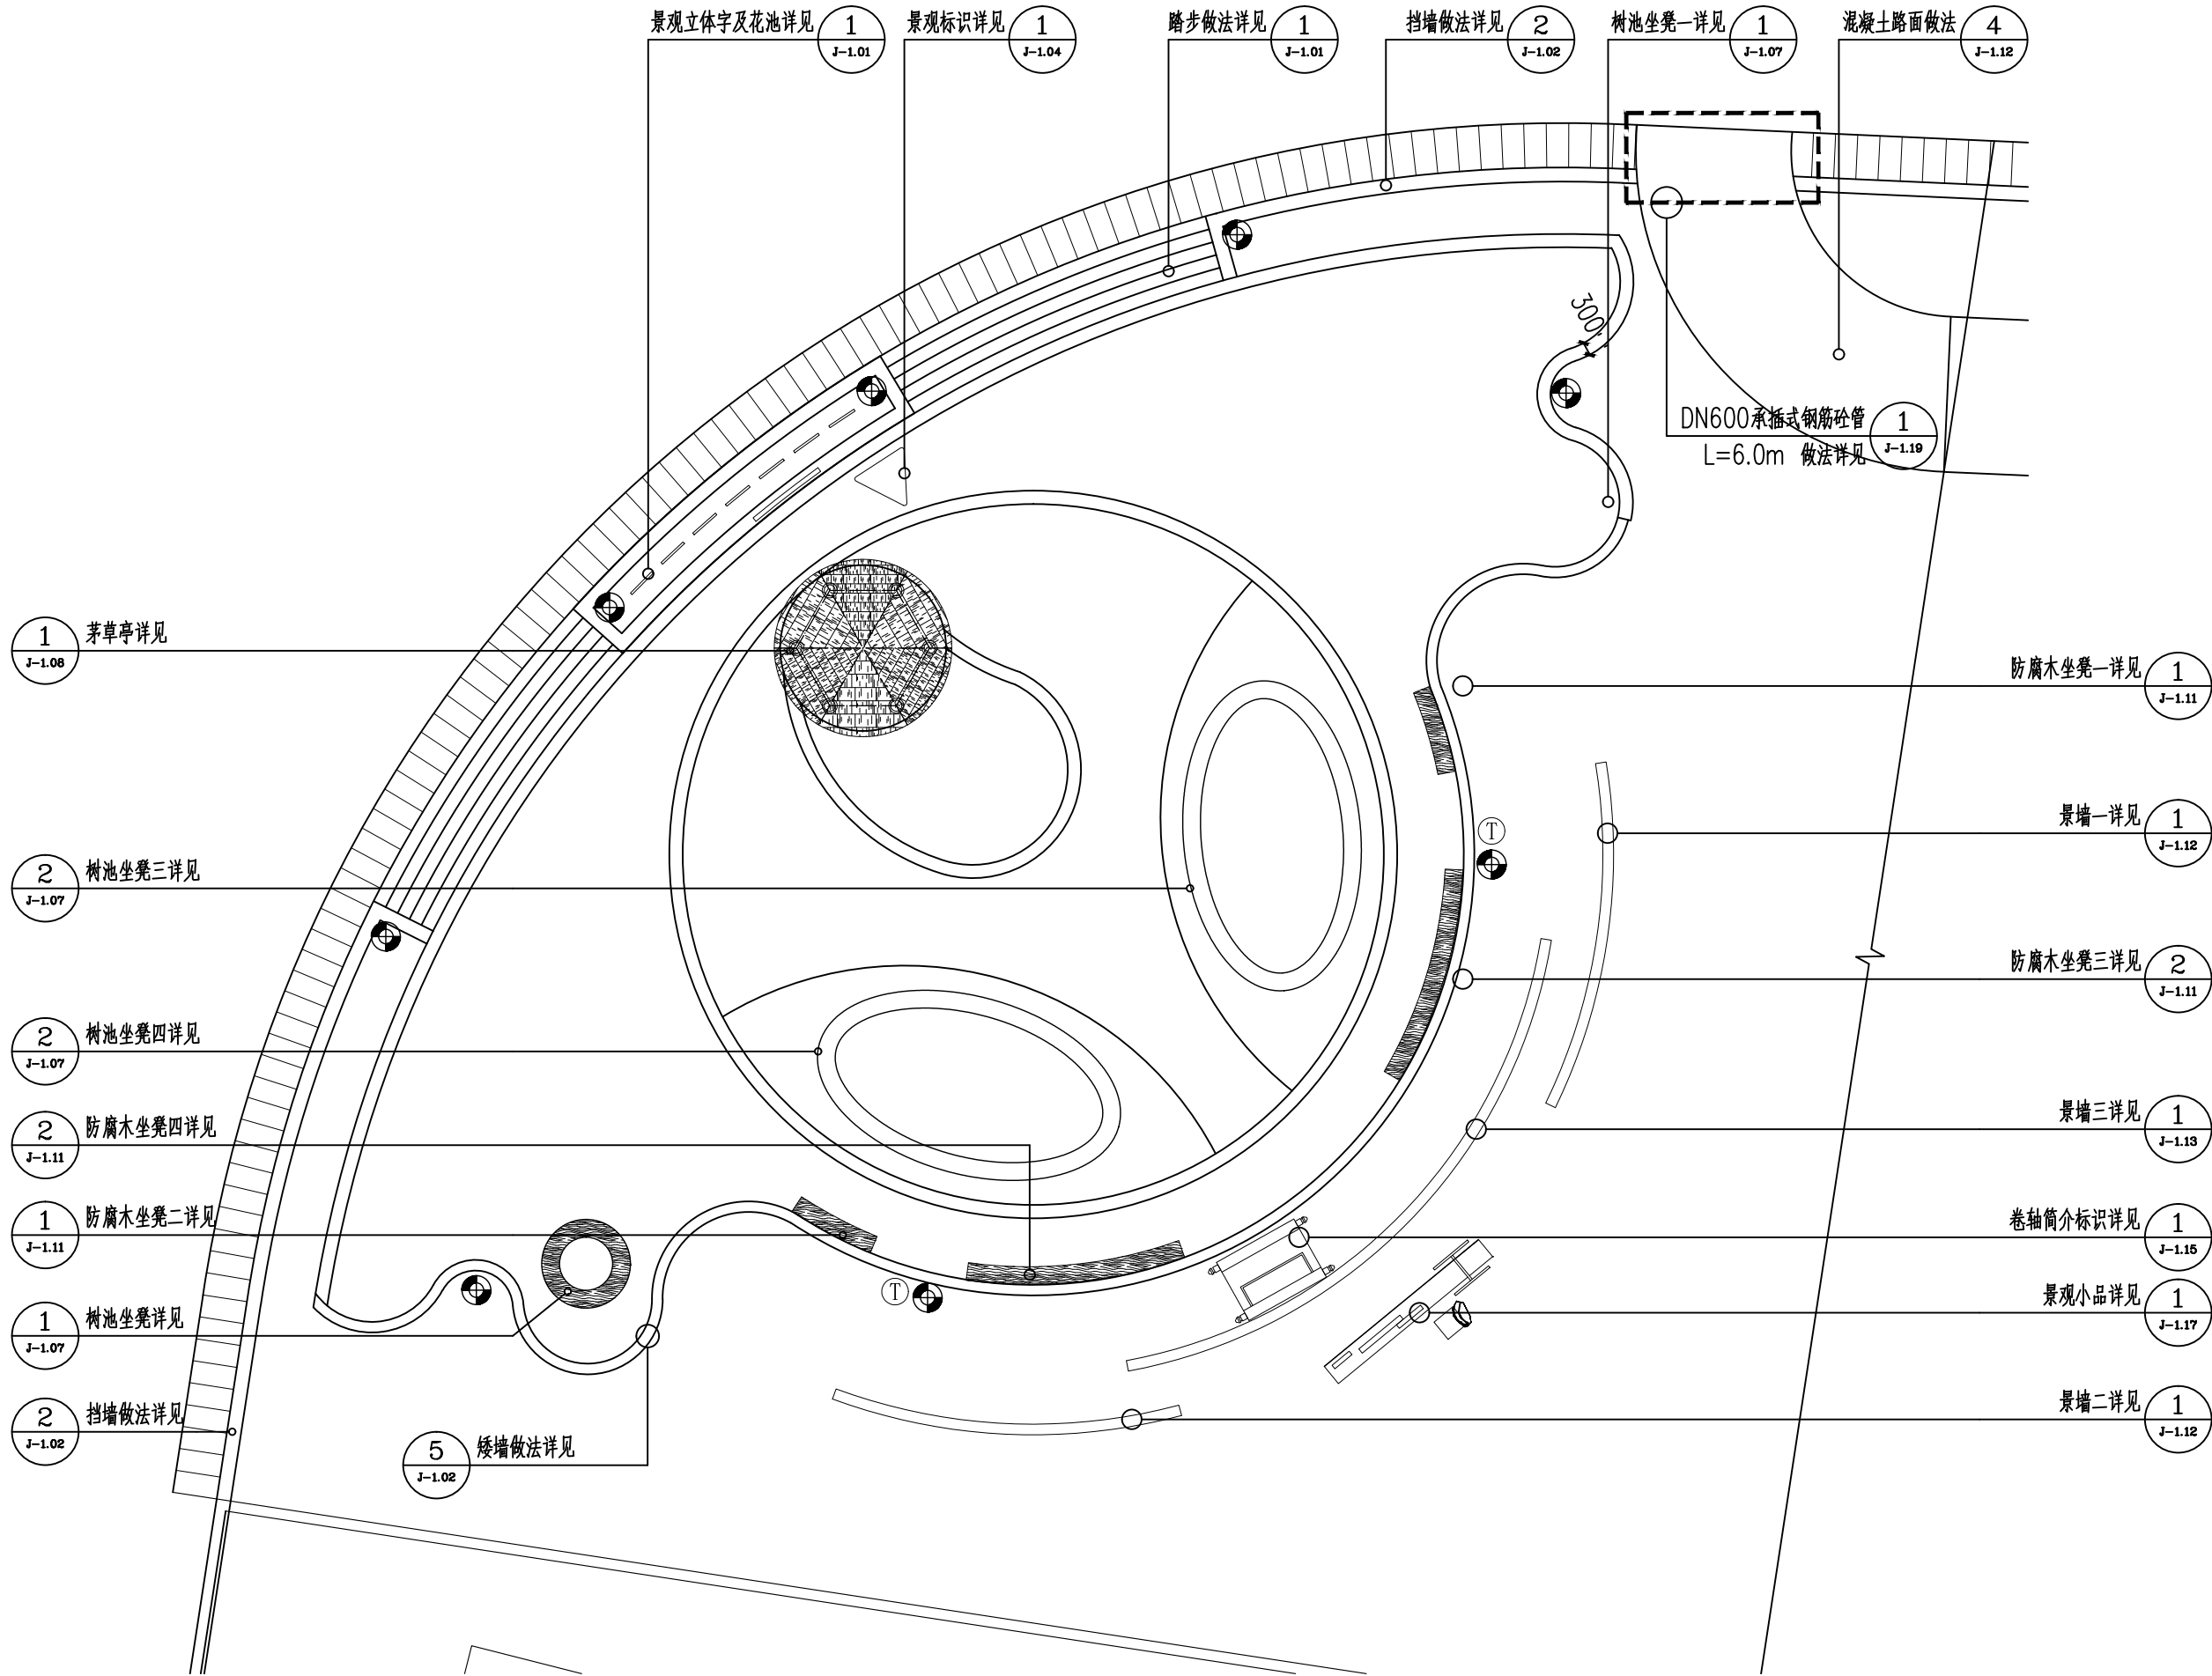 景观立体字及花池详见
1
J-1.01
景观标识详见
1
J-1.04
踏步做法详见
1
J-1.01
挡墙做法详见
2
J-1.02
树池坐凳一详见
1
J-1.07
混凝土路面做法
4
J-1.12
300
DN600承插式钢筋砼管
L=6.0m 做法详见
1
J-1.19
1
J-1.08
茅草亭详见
防腐木坐凳一详见
1
J-1.11
景墙一详见
1
J-1.12
T
2
J-1.07
树池坐凳三详见
防腐木坐凳三详见
2
J-1.11
2
J-1.07
树池坐凳四详见
景墙三详见
1
J-1.13
2
J-1.11
防腐木坐凳四详见
1
J-1.11
防腐木坐凳二详见
卷轴简介标识详见
1
J-1.15
T
景观小品详见
1
J-1.17
1
J-1.07
树池坐凳详见
景墙二详见
1
J-1.12
2
J-1.02
挡墙做法详见
5
J-1.02
矮墙做法详见